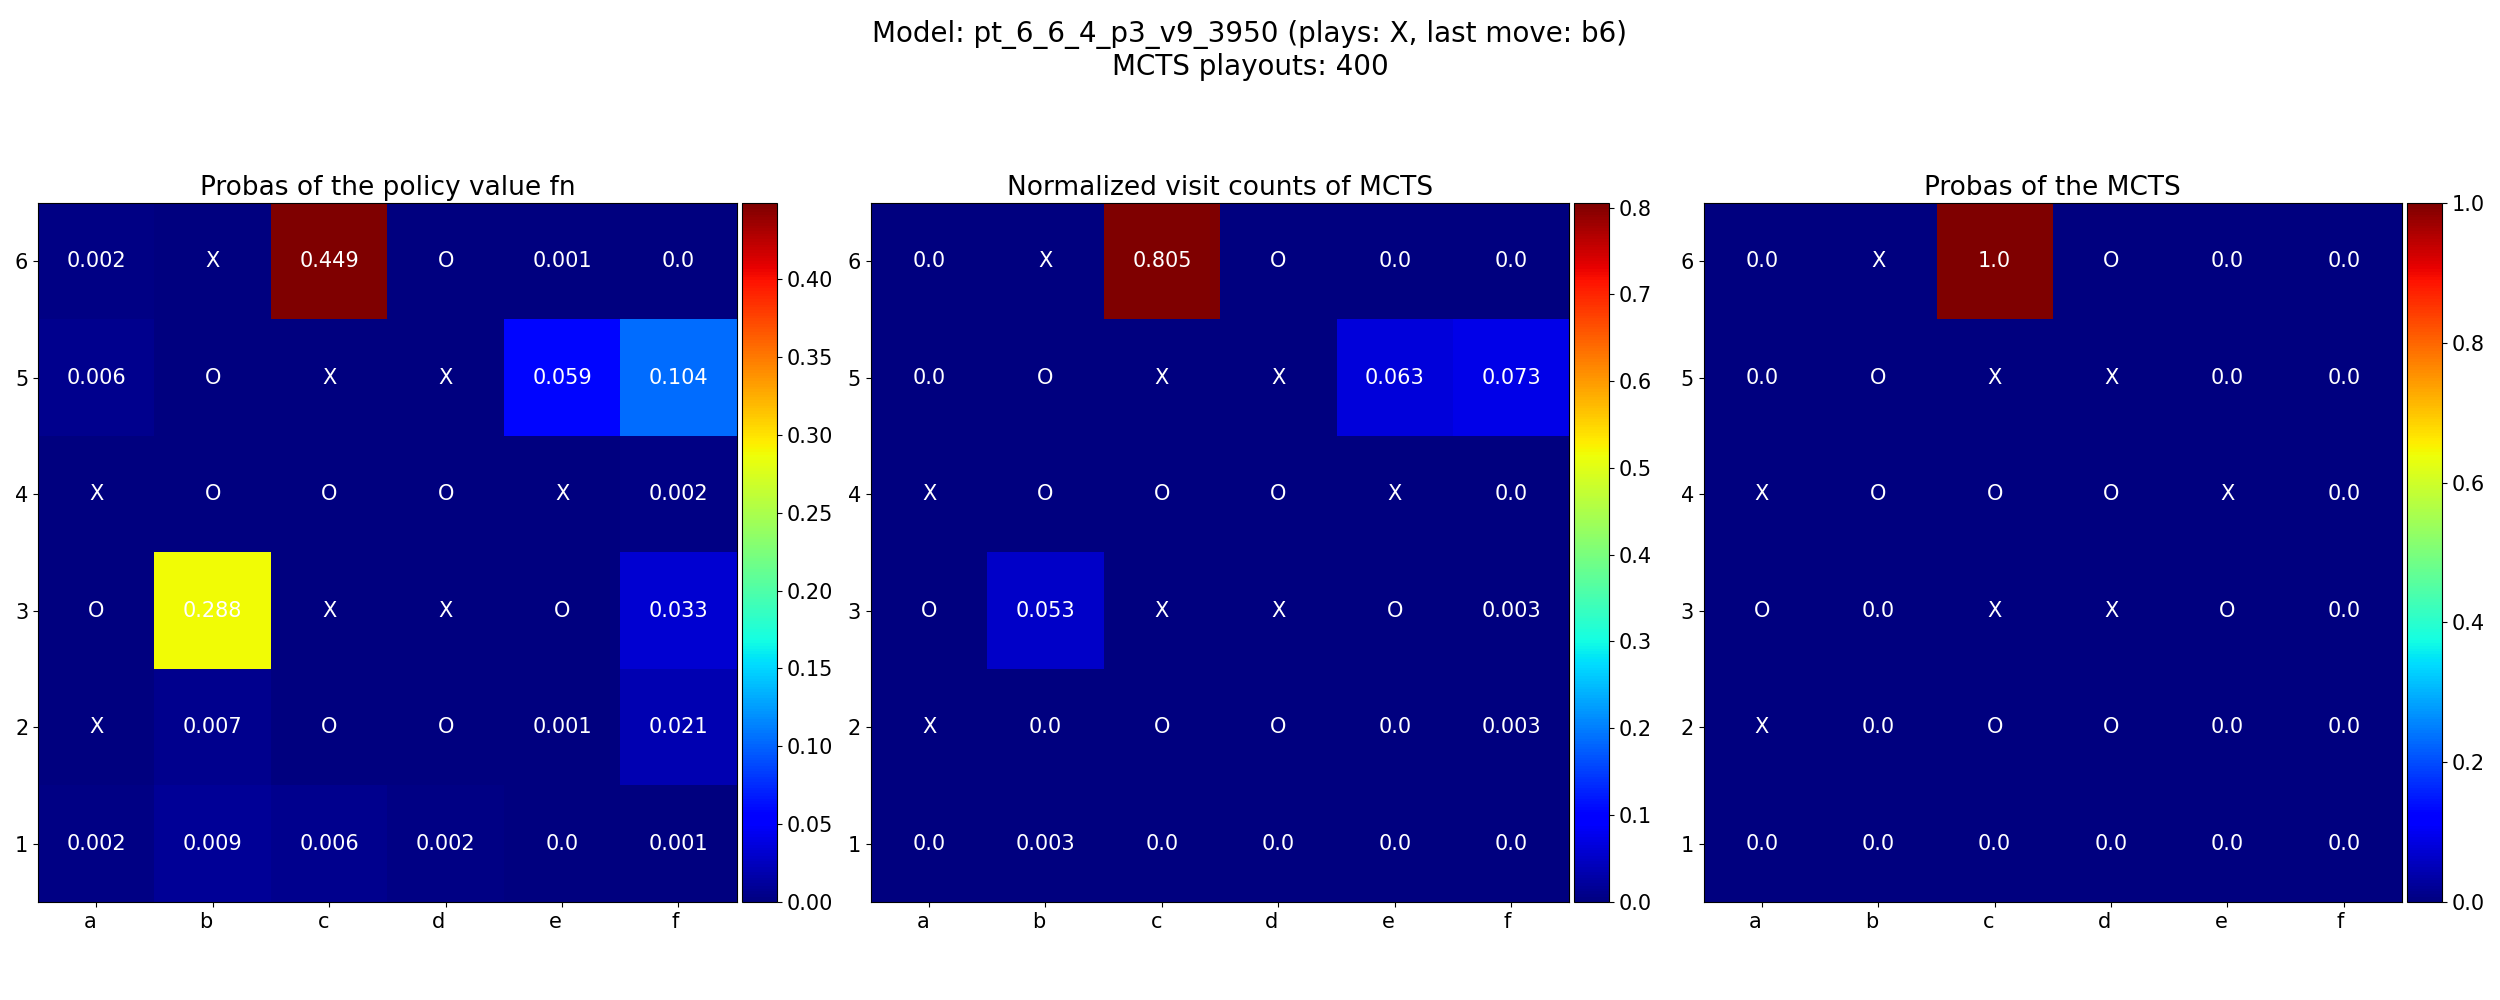 Model: pt_6_6_4_p3_v9_3950 (plays: X, last move: b6)
MCTS playouts: 400
Probas of the policy value fn
6 0.002 X 0.449 O 0.001 0.0
5 0.006 O X X 0.059 0.104
4 X O O O X 0.002
3 O 0.288 X X O 0.033
2 X 0.007 O O 0.001 0.021
1 0.002 0.009 0.006 0.002 0.0 0.001
a b c d e f
0.40
0.35
0.30
0.25
0.20
0.15
0.10
0.05
0.00
Normalized visit counts of MCTS
6 0.0 X 0.805 O 0.0 0.0
5 0.0 O X X 0.063 0.073
4 X O O O X 0.0
3 O 0.053 X X O 0.003
2 X 0.0 O O 0.0 0.003
1 0.0 0.003 0.0 0.0 0.0 0.0
a b c d e f
0.8
0.7
0.6
0.5
0.4
0.3
0.2
0.1
0.0
Probas of the MCTS
6 0.0 X 1.0 O 0.0 0.0
5 0.0 O X X 0.0 0.0
4 X O O O X 0.0
3 O 0.0 X X O 0.0
2 X 0.0 O O 0.0 0.0
1 0.0 0.0 0.0 0.0 0.0 0.0
a b c d e f
1.0
0.8
0.6
0.4
0.2
0.0